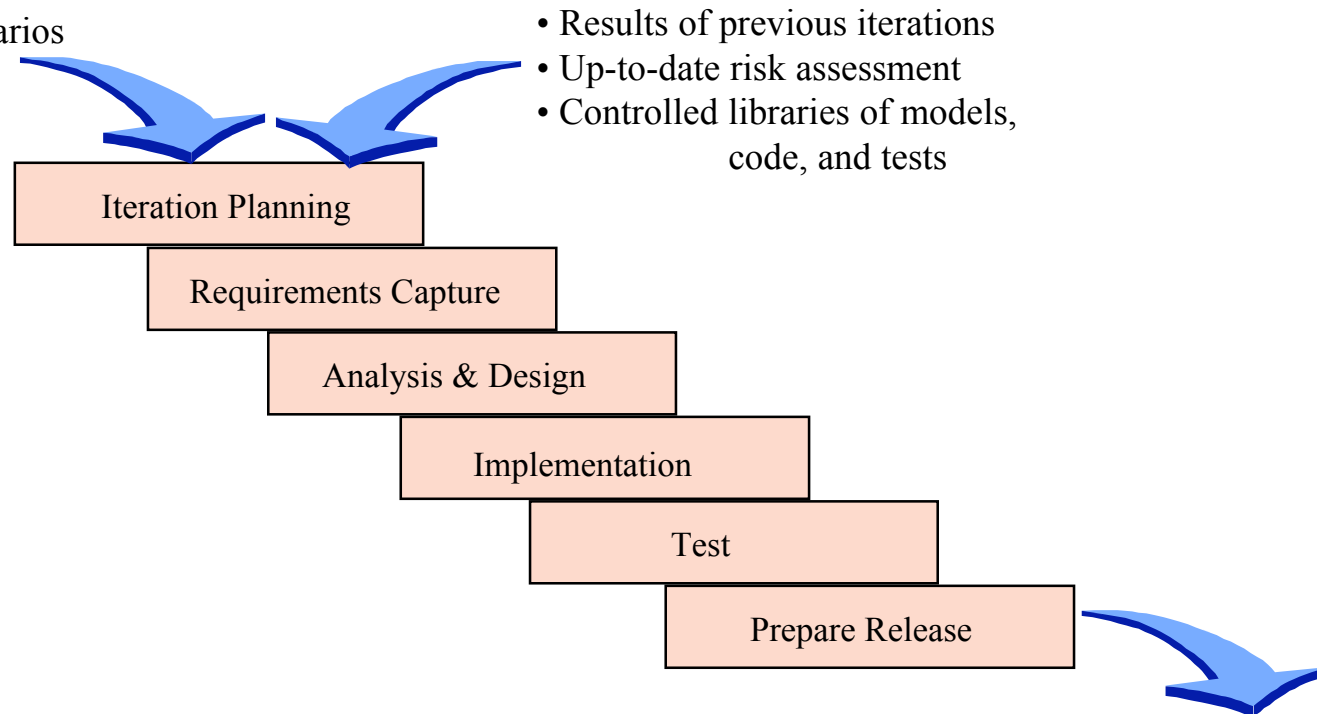 arios
• Results of previous iterations
• Up-to-date risk assessment
• Controlled libraries of models,
code, and tests
Iteration Planning
Requirements Capture
Analysis & Design
Implementation
Test
Prepare Release